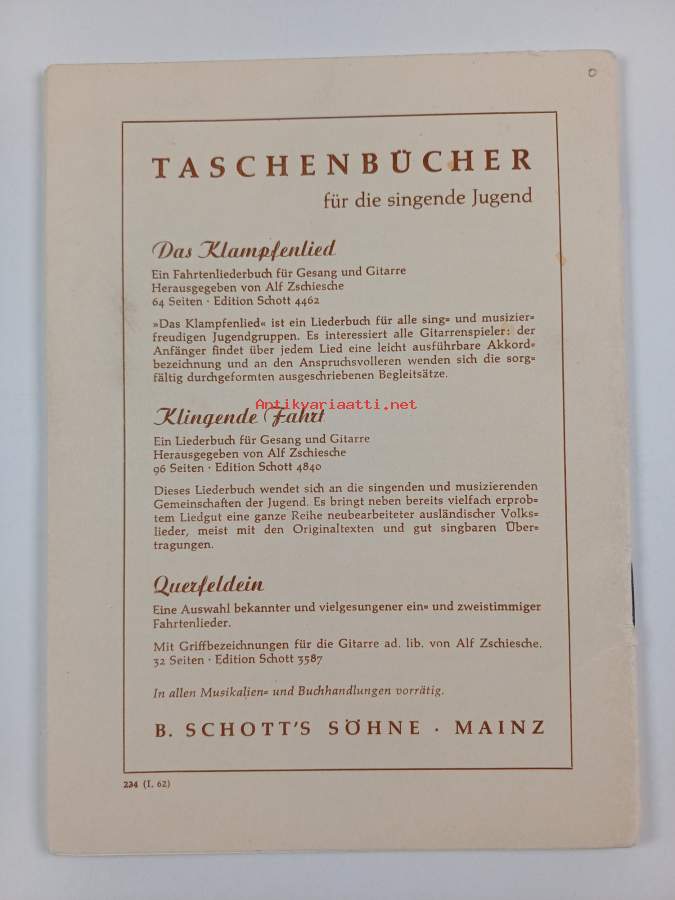 TASCHENBÜCHER
für die singende Jugend
Das Klampfenlied
Ein Fahrtenliederbuch für Gesang und Gitarre
Herausgegeben von Alf Zschiesche
64 Seiten · Edition Schott 4462
»Das Klampfenlied« ist ein Liederbuch für alle sing= und musizier=
freudigen Jugendgruppen. Es interessiert alle Gitarrenspieler: der
Anfänger findet über jedem Lied eine leicht ausführbare Akkord=
bezeichnung und an den Anspruchsvolleren wenden sich die sorg=
fältig durchgeformten ausgeschriebenen Begleitsätze.
Antikyariaatti.net
Klingende Fahrt
Ein Liederbuch für Gesang und Gitarre
Herausgegeben von Alf Zschiesche
96 Seiten · Edition Schott 4840
Dieses Liederbuch wendet sich an die singenden und musizierenden
Gemeinschaften der Jugend. Es bringt neben bereits vielfach erprob=
tem Liedgut eine ganze Reihe neubearbeiteter ausländischer Volks=
lieder, meist mit den Originaltexten und gut singbaren Über=
tragungen.
Querfeldein
Eine Auswahl bekannter und vielgesungener ein= und zweistimmiger
Fahrtenlieder.
Mit Griffbezeichnungen für die Gitarre ad. lib. von Alf Zschiesche.
32 Seiten · Edition Schott 3587
In allen Musikalien= und Buchhandlungen vorrätig.
B. SCHOTT'S SÖHNE · MAINZ
234 (I. 62)